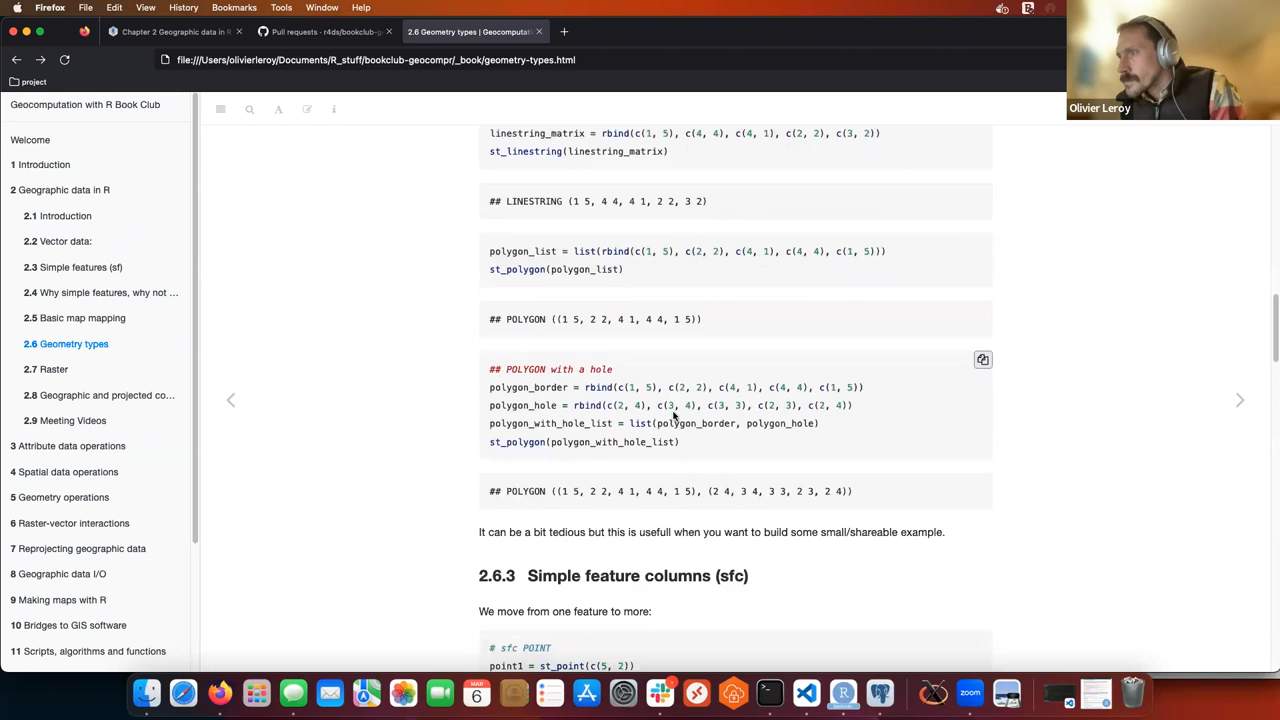 Firefox File Edit View History Bookmarks Tools Window Help
Chapter 2 Geographic data in R
Pull requests · r4ds/bookclub-g
2.6 Geometry types | Geocomputat
file:///Users/olivierleroy/Documents/R_stuff/bookclub-geocompr/_book/geometry-types.html
project
Olivier Leroy
Geocomputation with R Book Club
Welcome
1 Introduction
2 Geographic data in R
2.1 Introduction
2.2 Vector data:
2.3 Simple features (sf)
2.4 Why simple features, why not …
2.5 Basic map mapping
2.6 Geometry types
2.7 Raster
2.8 Geographic and projected co…
2.9 Meeting Videos
3 Attribute data operations
4 Spatial data operations
5 Geometry operations
6 Raster-vector interactions
7 Reprojecting geographic data
8 Geographic data I/O
9 Making maps with R
10 Bridges to GIS software
11 Scripts, algorithms and functions
linestring_matrix = rbind(c(1, 5), c(4, 4), c(4, 1), c(2, 2), c(3, 2))
st_linestring(linestring_matrix)
## LINESTRING (1 5, 4 4, 4 1, 2 2, 3 2)
polygon_list = list(rbind(c(1, 5), c(2, 2), c(4, 1), c(4, 4), c(1, 5)))
st_polygon(polygon_list)
## POLYGON ((1 5, 2 2, 4 1, 4 4, 1 5))
## POLYGON with a hole
polygon_border = rbind(c(1, 5), c(2, 2), c(4, 1), c(4, 4), c(1, 5))
polygon_hole = rbind(c(2, 4), c(3, 4), c(3, 3), c(2, 3), c(2, 4))
polygon_with_hole_list = list(polygon_border, polygon_hole)
st_polygon(polygon_with_hole_list)
## POLYGON ((1 5, 2 2, 4 1, 4 4, 1 5), (2 4, 3 4, 3 3, 2 3, 2 4))
It can be a bit tedious but this is usefull when you want to build some small/shareable example.
2.6.3 Simple feature columns (sfc)
We move from one feature to more:
# sfc POINT
point1 = st_point(c(5, 2))
MAR
6
zoom